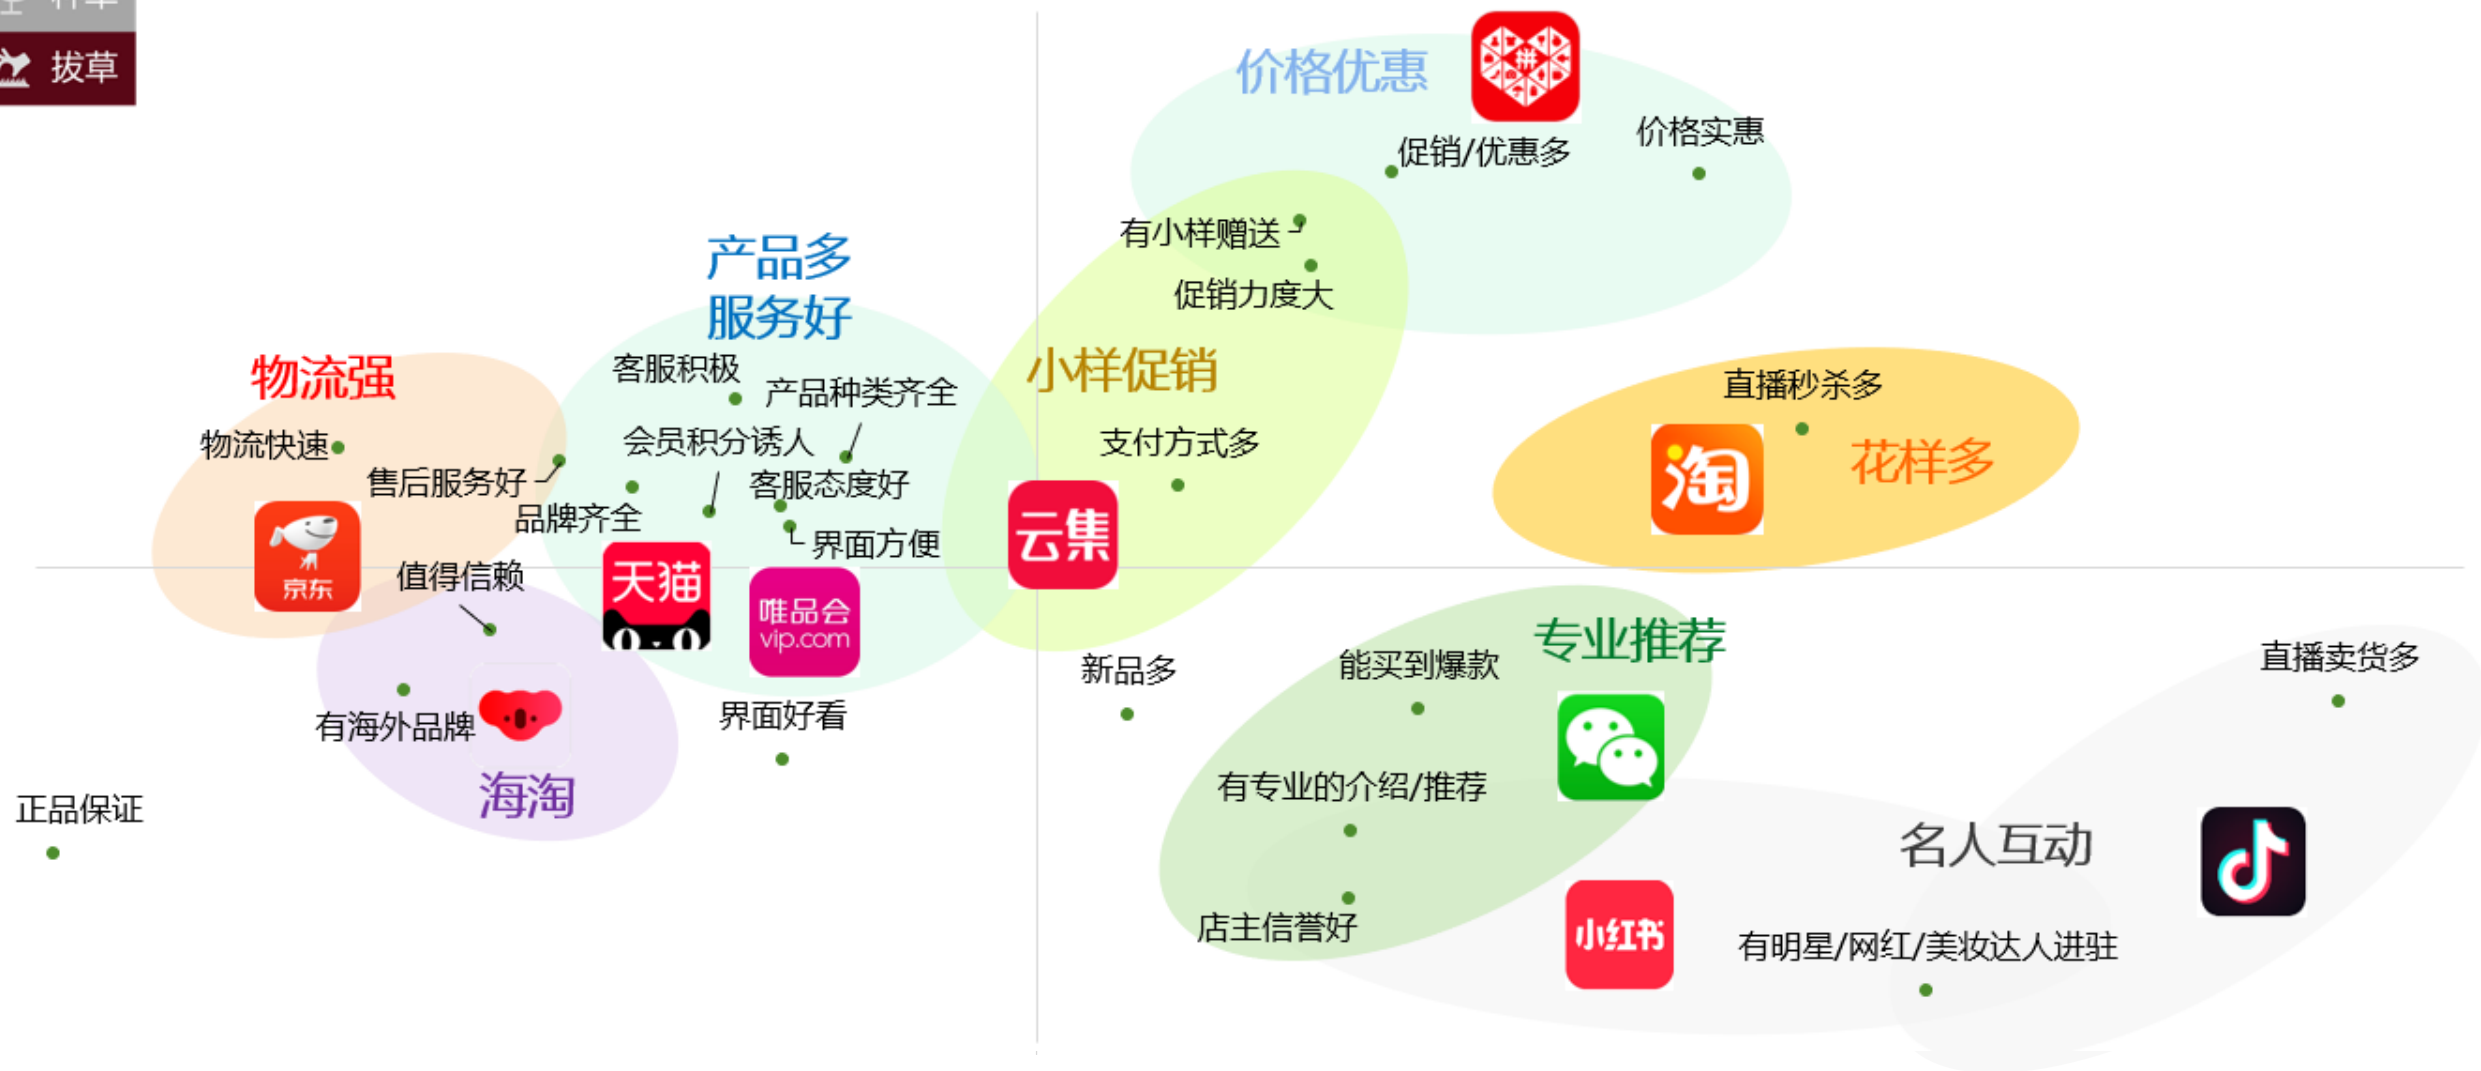 拔草
价格优惠
拼
促销/优惠多
价格实惠
有小样赠送
促销力度大
产品多
服务好
物流强
客服积极
产品种类齐全
小样促销
直播秒杀多
物流快速
会员积分诱人
支付方式多
淘
花样多
售后服务好
客服态度好
品牌齐全
界面方便
云集
京东
值得信赖
天猫
唯品会
vip.com
新品多
能买到爆款
专业推荐
直播卖货多
有海外品牌
界面好看
海淘
正品保证
有专业的介绍/推荐
名人互动
店主信誉好
小红书
有明星/网红/美妆达人进驻